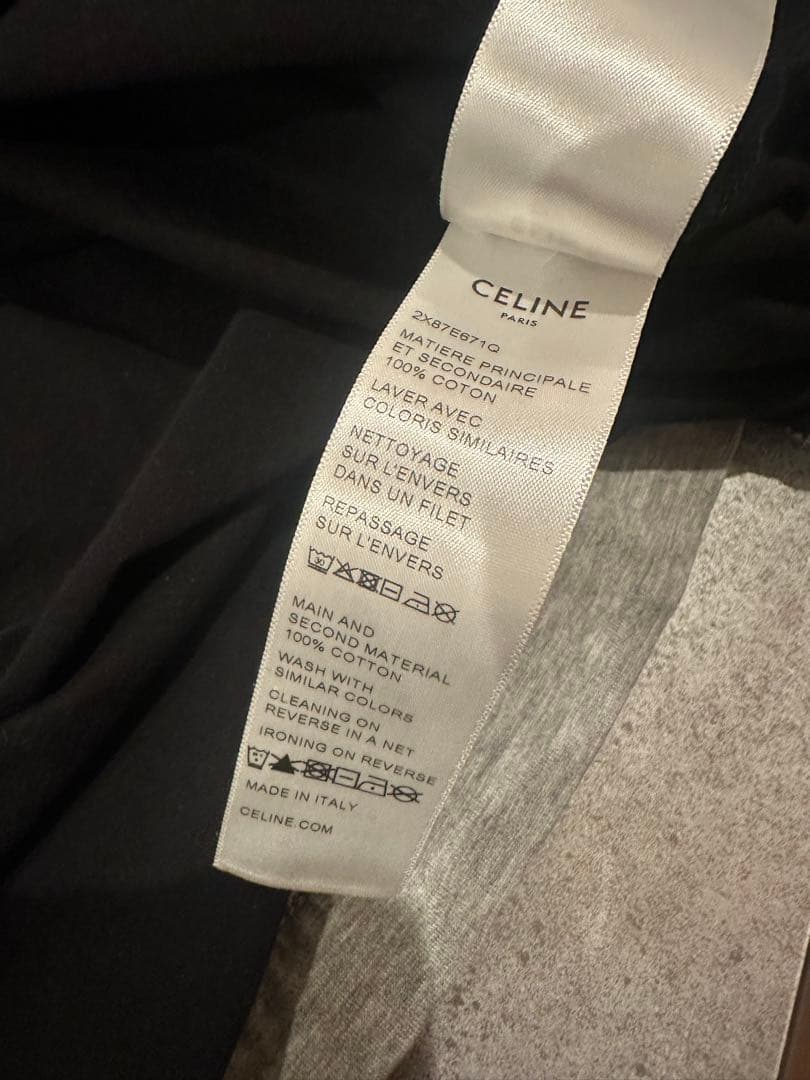 CELINE
PARIS
2X87E671Q
MATIERE PRINCIPALE
ET SECONDAIRE
100% COTON
LAVER AVEC
COLORIS SIMILAIRES
NETTOYAGE
SUR L'ENVERS
DANS UN FILET
REPASSAGE
SUR L'ENVERS
30
MAIN AND
SECOND MATERIAL
100% COTTON
WASH WITH
SIMILAR COLORS
CLEANING ON
REVERSE IN A NET
IRONING ON REVERSE
MADE IN ITALY
CELINE.COM